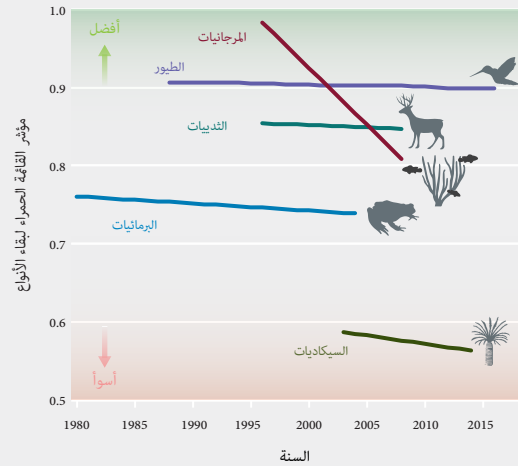 مؤشر القائمة الحمراء لبقاء الأنواع
1.0
0.9
0.8
0.7
0.6
0.5
أفضل
المرجانيات
الطيور
الثدييات
البرمائيات
السيكاديات
أسوأ
1980 1985 1990 1995 2000 2005 2010 2015
السنة